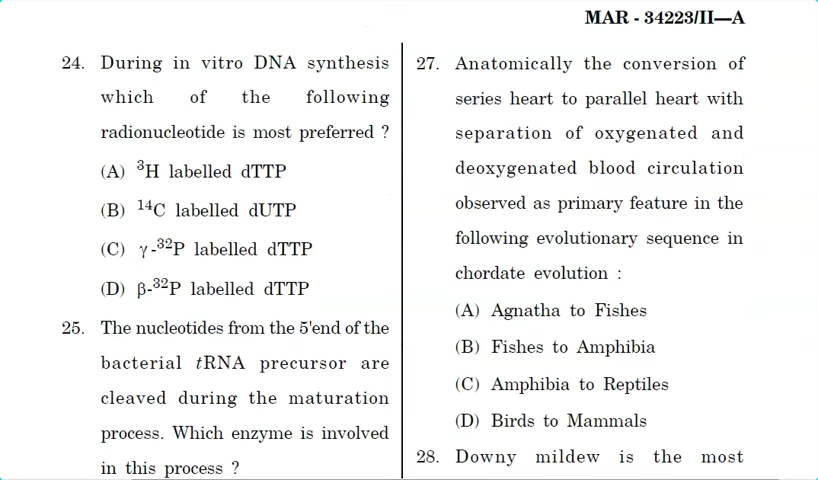 MAR - 34223/II—A
24. During in vitro DNA synthesis
which of the following
radionucleotide is most preferred ?
(A) ³H labelled dTTP
(B) ¹⁴C labelled dUTP
(C) γ-³²P labelled dTTP
(D) β-³²P labelled dTTP
25. The nucleotides from the 5'end of the
bacterial tRNA precursor are
cleaved during the maturation
process. Which enzyme is involved
in this process ?
27. Anatomically the conversion of
series heart to parallel heart with
separation of oxygenated and
deoxygenated blood circulation
observed as primary feature in the
following evolutionary sequence in
chordate evolution :
(A) Agnatha to Fishes
(B) Fishes to Amphibia
(C) Amphibia to Reptiles
(D) Birds to Mammals
28. Downy mildew is the most